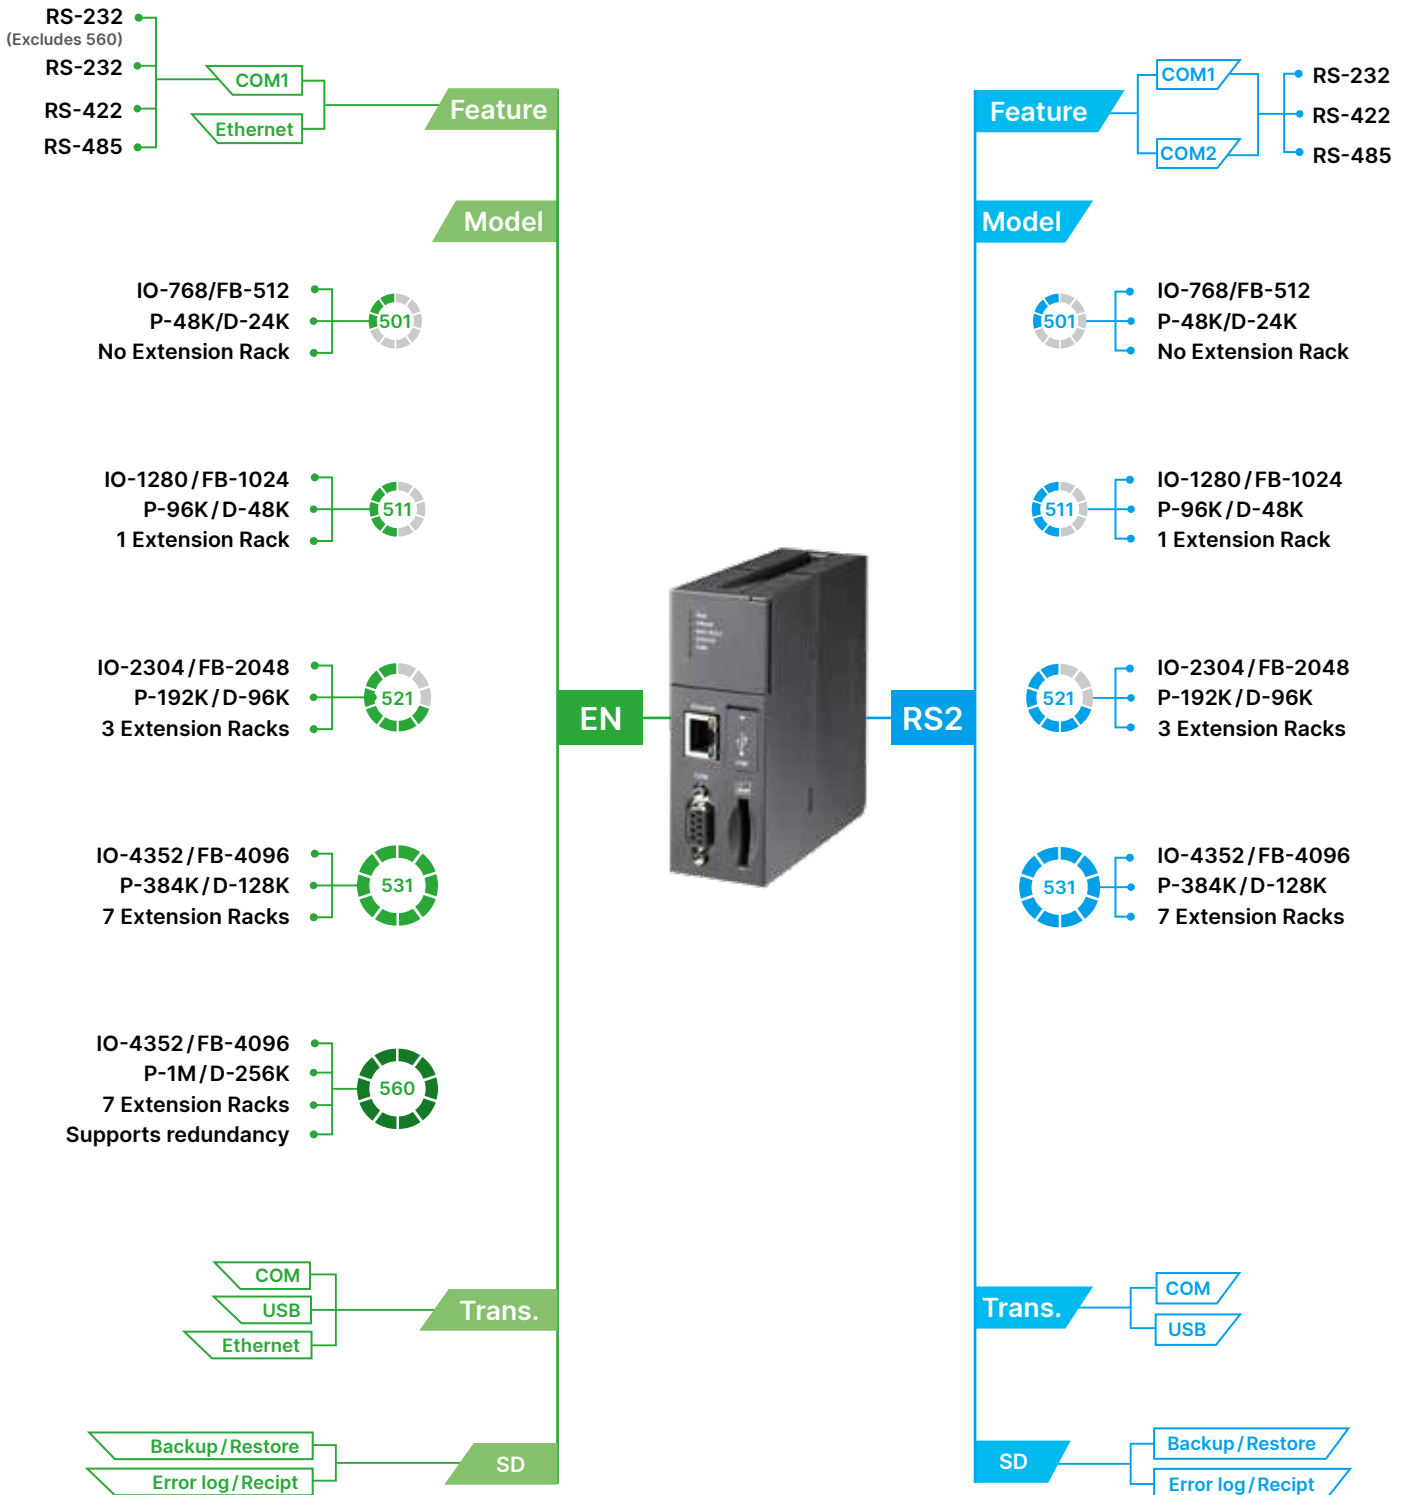 RS-232
(Excludes 560)
RS-232
RS-422
RS-485
COM1
Ethernet
Feature
Model
IO-768/FB-512
P-48K/D-24K
No Extension Rack
501
IO-1280/FB-1024
P-96K/D-48K
1 Extension Rack
511
IO-2304/FB-2048
P-192K/D-96K
3 Extension Racks
521
IO-4352/FB-4096
P-384K/D-128K
7 Extension Racks
531
IO-4352/FB-4096
P-1M/D-256K
7 Extension Racks
Supports redundancy
560
COM
USB
Ethernet
Trans.
Backup/Restore
Error log/Recipt
SD
EN
RS2
Feature
COM1
COM2
RS-232
RS-422
RS-485
Model
501
IO-768/FB-512
P-48K/D-24K
No Extension Rack
511
IO-1280/FB-1024
P-96K/D-48K
1 Extension Rack
521
IO-2304/FB-2048
P-192K/D-96K
3 Extension Racks
531
IO-4352/FB-4096
P-384K/D-128K
7 Extension Racks
Trans.
COM
USB
SD
Backup/Restore
Error log/Recipt